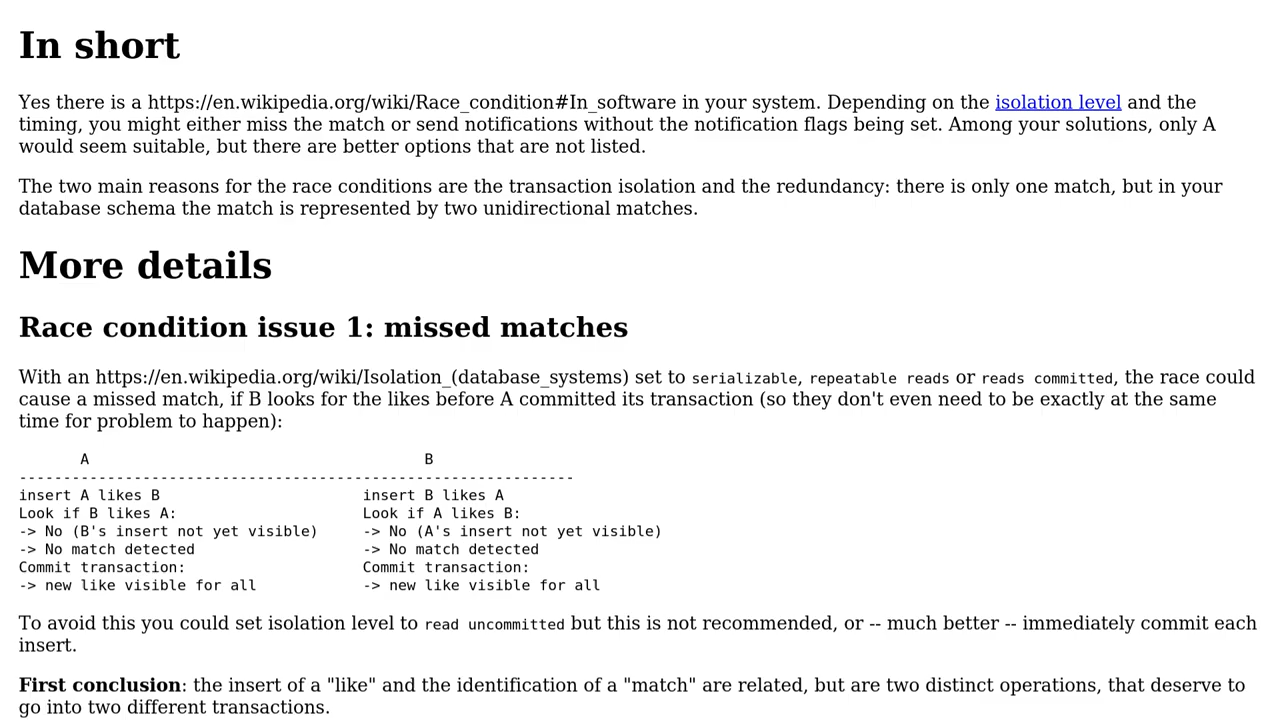 In short
Yes there is a https://en.wikipedia.org/wiki/Race_condition#In_software in your system. Depending on the isolation level and the
timing, you might either miss the match or send notifications without the notification flags being set. Among your solutions, only A
would seem suitable, but there are better options that are not listed.
The two main reasons for the race conditions are the transaction isolation and the redundancy: there is only one match, but in your
database schema the match is represented by two unidirectional matches.
More details
Race condition issue 1: missed matches
With an https://en.wikipedia.org/wiki/Isolation_(database_systems) set to serializable, repeatable reads or reads committed, the race could
cause a missed match, if B looks for the likes before A committed its transaction (so they don't even need to be exactly at the same
time for problem to happen):
       A                                      B
---------------------------------------------------------------
insert A likes B                       insert B likes A
Look if B likes A:                     Look if A likes B:
-> No (B's insert not yet visible)     -> No (A's insert not yet visible)
-> No match detected                   -> No match detected
Commit transaction:                    Commit transaction:
-> new like visible for all            -> new like visible for all
To avoid this you could set isolation level to read uncommitted but this is not recommended, or -- much better -- immediately commit each
insert.
First conclusion: the insert of a "like" and the identification of a "match" are related, but are two distinct operations, that deserve to
go into two different transactions.